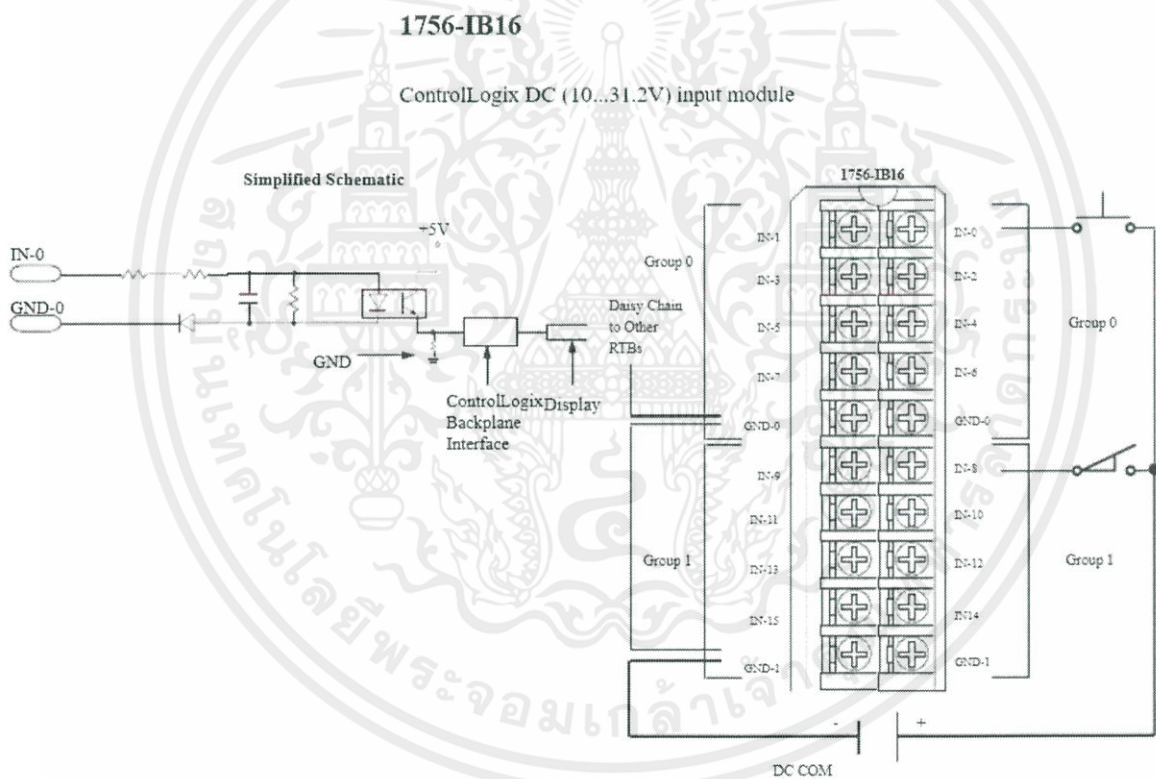 1756-IB16
ControlLogix DC (10...31.2V) input module
Simplified Schematic
+5V
IN-0
GND-0
GND
ControlLogix
Backplane
Interface
Display
Daisy Chain
to Other
RTBs
1756-IB16
Group 0
IN-1
IN-3
IN-5
IN-7
GND-0
Group 1
IN-9
IN-11
IN-13
IN-15
GND-1
IN-0
IN-2
IN-4
IN-6
GND-0
Group 0
IN-8
IN-10
IN-12
IN14
GND-1
Group 1
-
+
DC COM